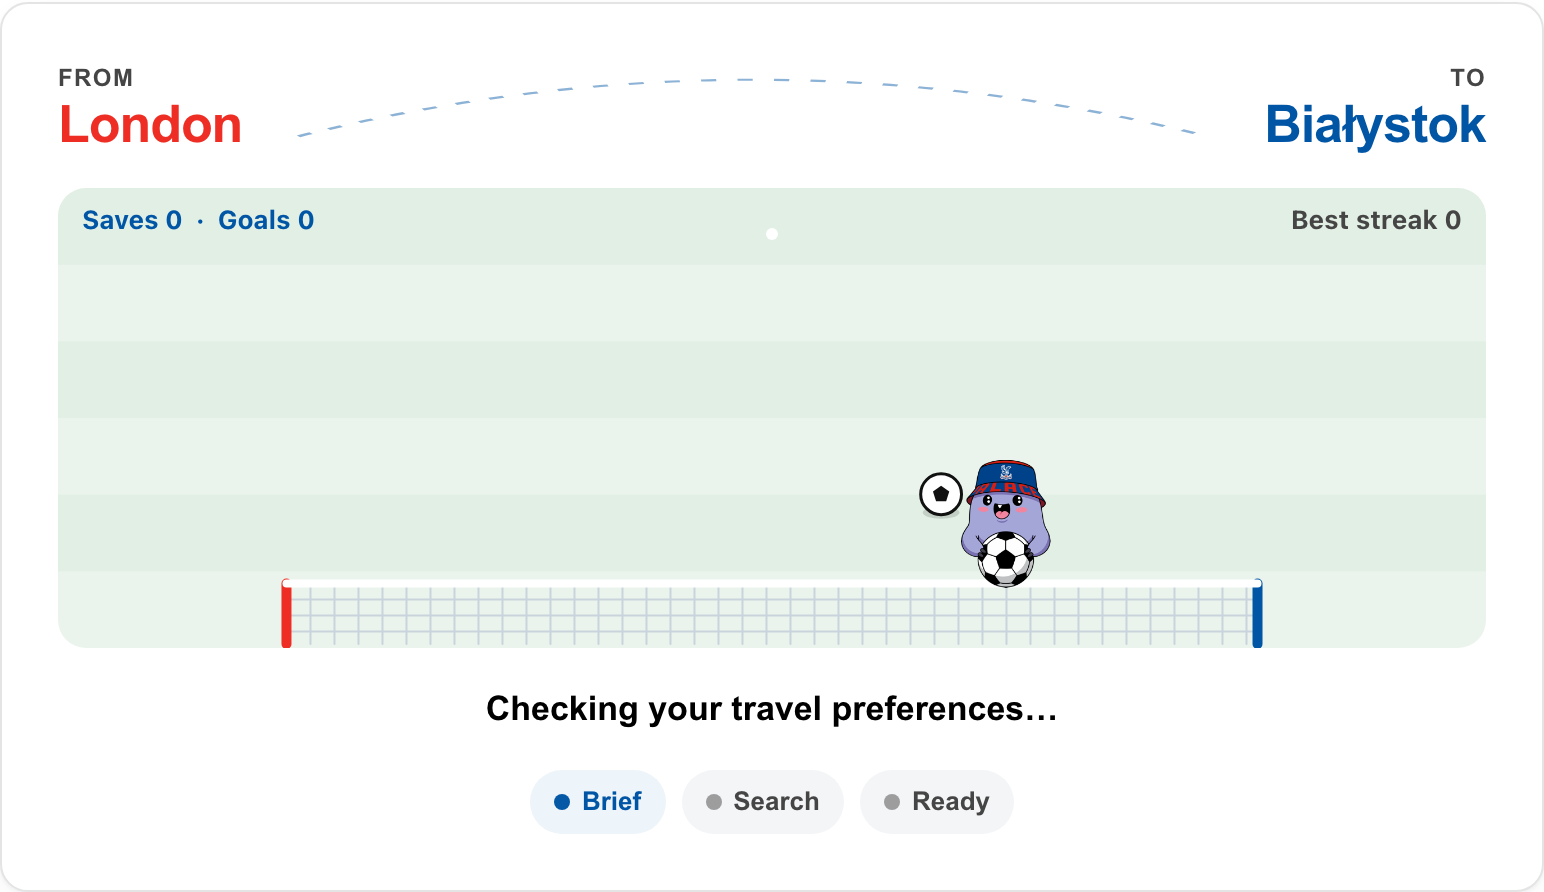 FROM
London
TO
Białystok
Saves 0 · Goals 0
Best streak 0
Checking your travel preferences...
Brief
Search
Ready